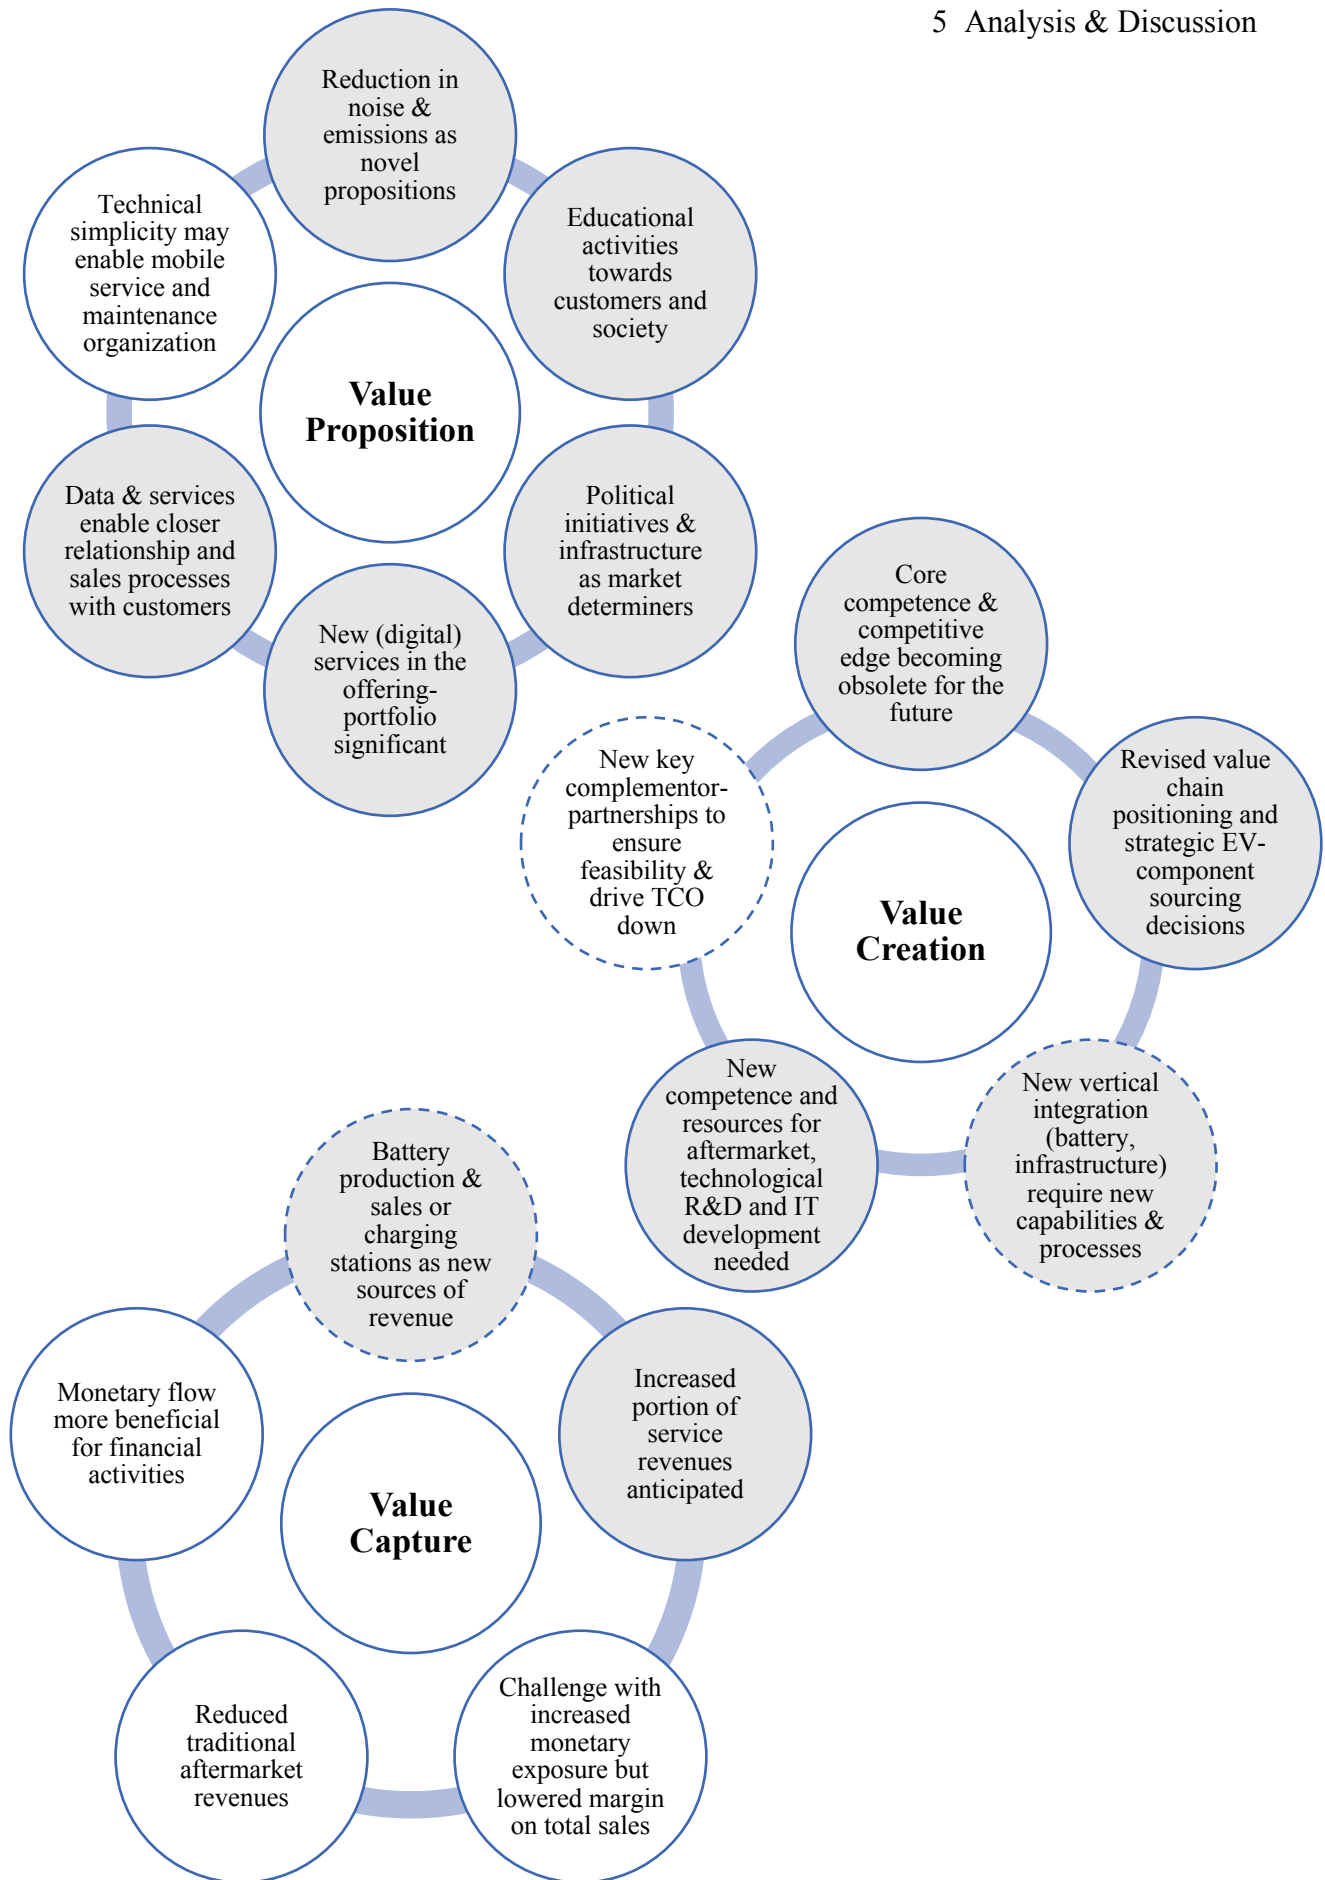 5 Analysis & Discussion
Reduction in
noise &
emissions as
novel
propositions
Educational
activities
towards
customers and
society
Political
initiatives &
infrastructure
as market
determiners
New (digital)
services in the
offering-
portfolio
significant
Data & services
enable closer
relationship and
sales processes
with customers
Technical
simplicity may
enable mobile
service and
maintenance
organization
Value
Proposition
Core
competence &
competitive
edge becoming
obsolete for the
future
Revised value
chain
positioning and
strategic EV-
component
sourcing
decisions
New vertical
integration
(battery,
infrastructure)
require new
capabilities &
processes
New
competence and
resources for
aftermarket,
technological
R&D and IT
development
needed
New key
complementor-
partnerships to
ensure
feasibility &
drive TCO
down
Value
Creation
Battery
production &
sales or
charging
stations as new
sources of
revenue
Increased
portion of
service
revenues
anticipated
Challenge with
increased
monetary
exposure but
lowered margin
on total sales
Reduced
traditional
aftermarket
revenues
Monetary flow
more beneficial
for financial
activities
Value
Capture